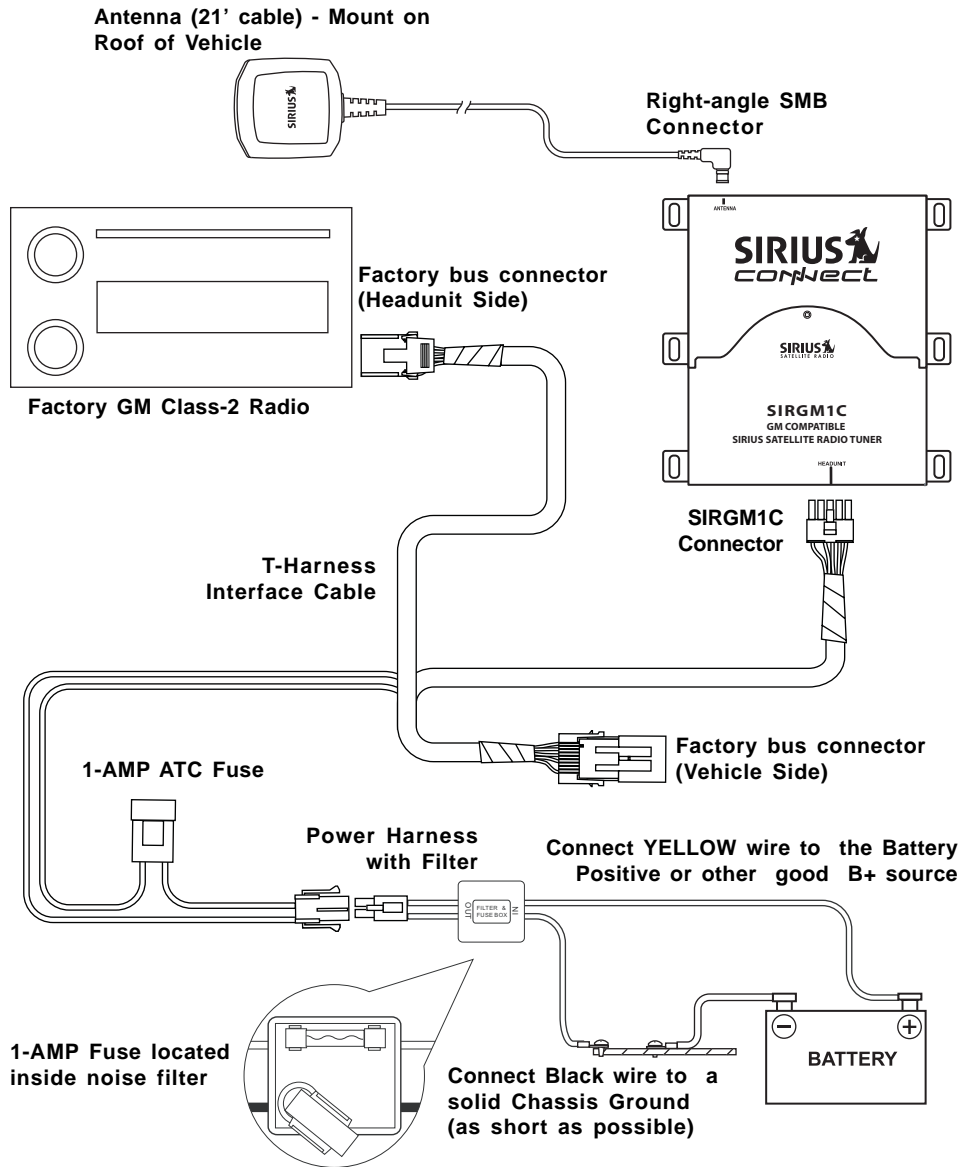 Antenna (21’ cable) - Mount on
Roof of Vehicle
SIRIUS
Right-angle SMB
Connector
ANTENNA
SIRIUS
connect
Factory bus connector
(Headunit Side)
SIRIUS
SATELLITE RADIO
Factory GM Class-2 Radio
SIRGM1C
GM COMPATIBLE
SIRIUS SATELLITE RADIO TUNER
HEADUNIT
SIRGM1C
Connector
T-Harness
Interface Cable
Factory bus connector
(Vehicle Side)
1-AMP ATC Fuse
Power Harness
with Filter
Connect YELLOW wire to the Battery
Positive or other good B+ source
OUT
FILTER &
FUSE BOX
IN
1-AMP Fuse located
inside noise filter
Connect Black wire to a
solid Chassis Ground
(as short as possible)
− +
BATTERY